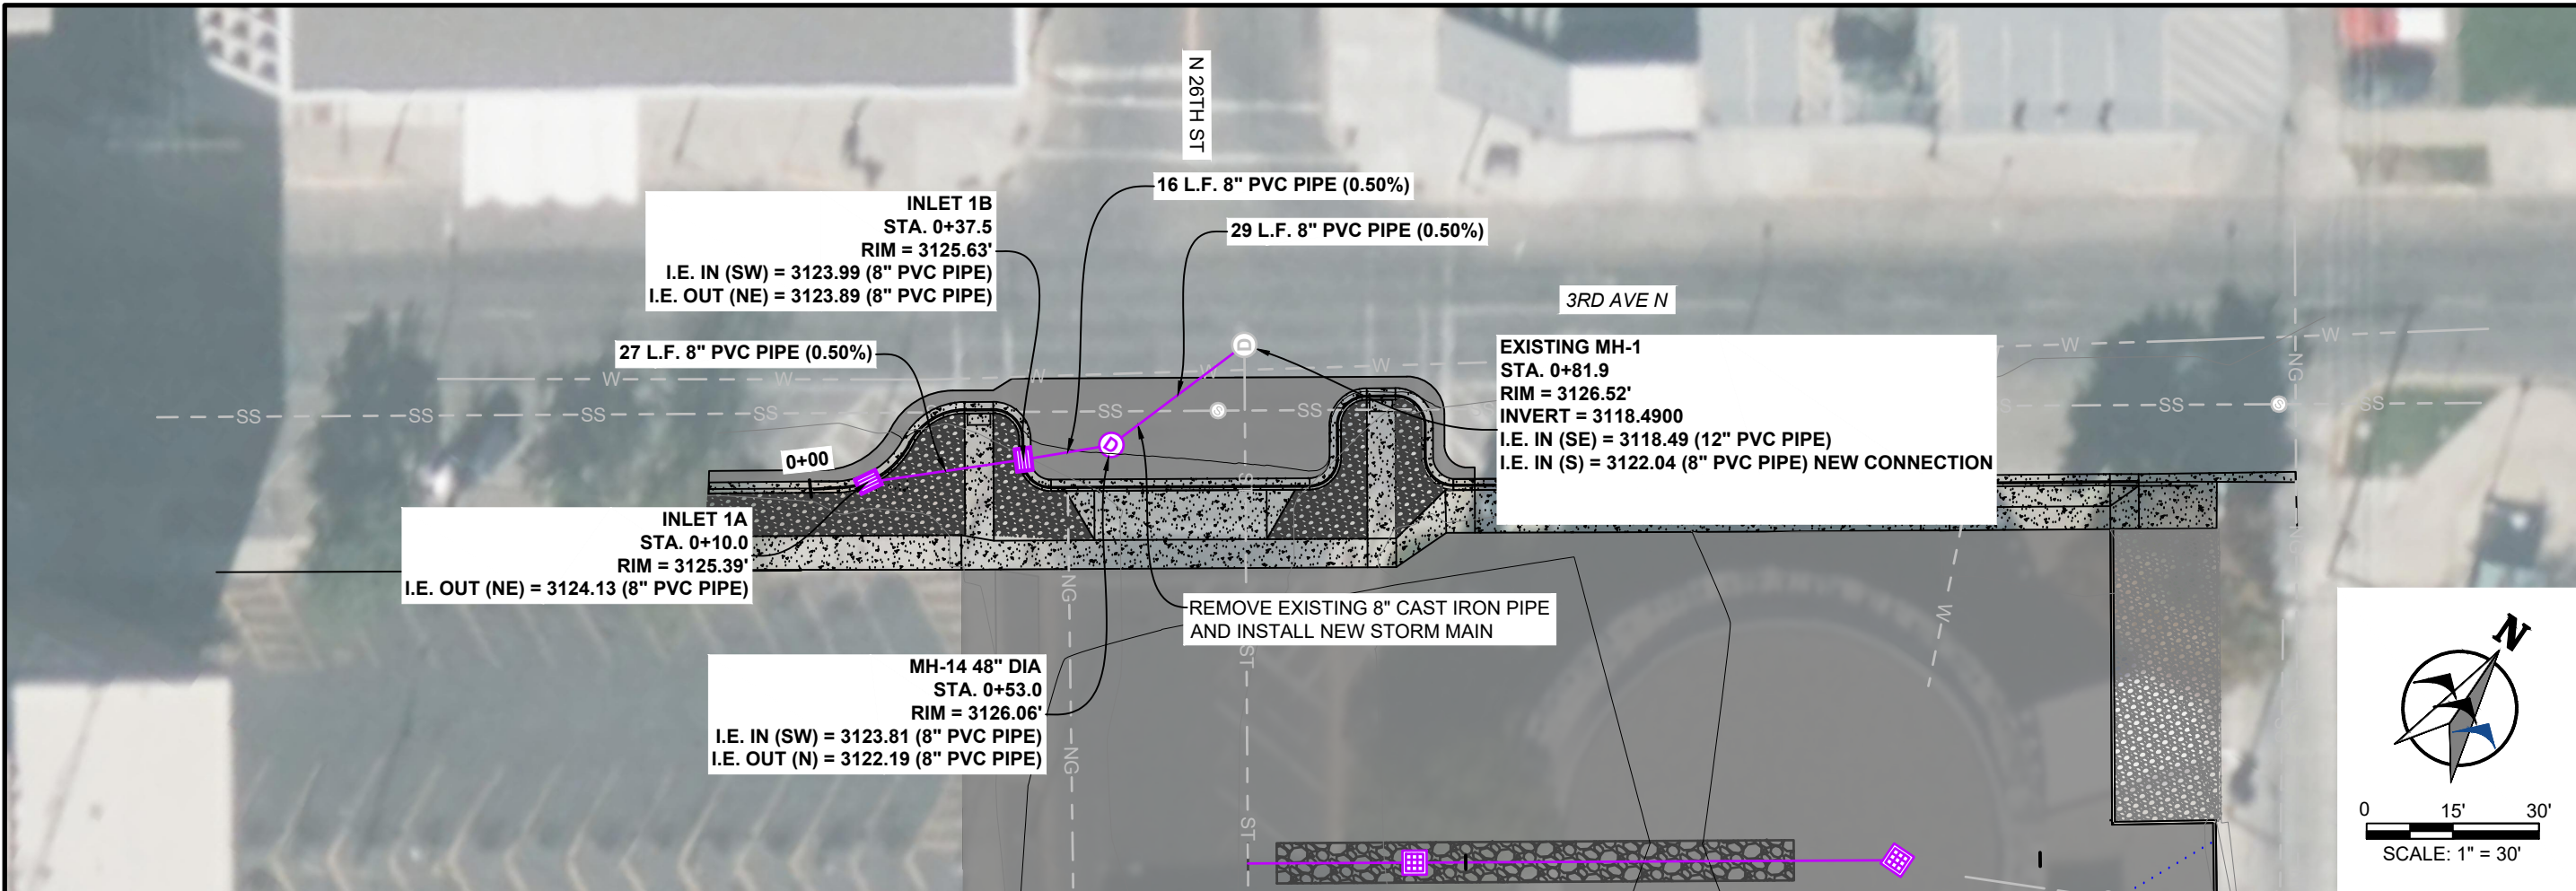 N 26TH ST
16 L.F. 8" PVC PIPE (0.50%)
INLET 1B
STA. 0+37.5
RIM = 3125.63'
I.E. IN (SW) = 3123.99 (8" PVC PIPE)
I.E. OUT (NE) = 3123.89 (8" PVC PIPE)
29 L.F. 8" PVC PIPE (0.50%)
3RD AVE N
27 L.F. 8" PVC PIPE (0.50%)
EXISTING MH-1
STA. 0+81.9
RIM = 3126.52'
INVERT = 3118.4900
I.E. IN (SE) = 3118.49 (12" PVC PIPE)
I.E. IN (S) = 3122.04 (8" PVC PIPE) NEW CONNECTION
D
W
W
W
W
W
W
W
NG
SS
SS
SS
SS
SS
S
SS
SS
S
SS
D
0+00
INLET 1A
STA. 0+10.0
RIM = 3125.39'
I.E. OUT (NE) = 3124.13 (8" PVC PIPE)
NG
W
REMOVE EXISTING 8" CAST IRON PIPE
AND INSTALL NEW STORM MAIN
ST
MH-14 48" DIA
STA. 0+53.0
RIM = 3126.06'
I.E. IN (SW) = 3123.81 (8" PVC PIPE)
I.E. OUT (N) = 3122.19 (8" PVC PIPE)
NG
ST
N
0 15' 30'
SCALE: 1" = 30'